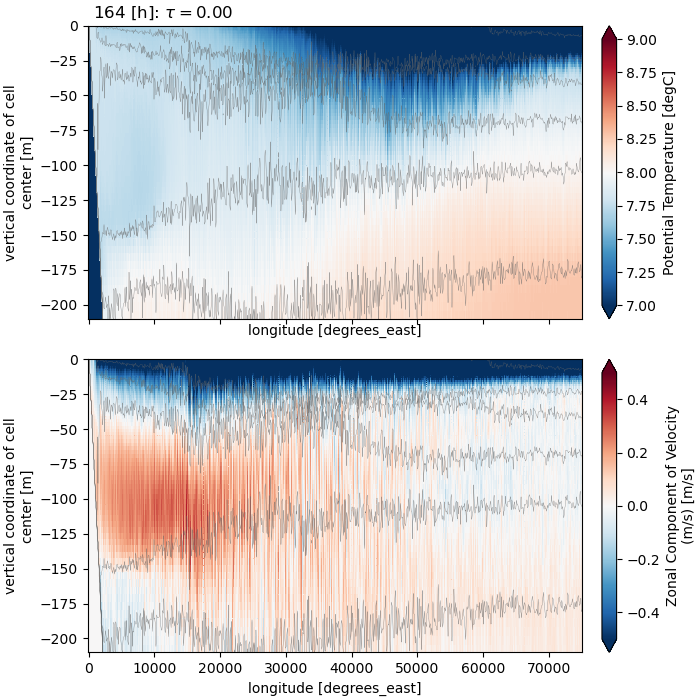 164 [h]: τ = 0.00
0
−25
−50
−75
−100
−125
−150
−175
−200
vertical coordinate of cell
center [m]
longitude [degrees_east]
9.00
8.75
8.50
8.25
8.00
7.75
7.50
7.25
7.00
Potential Temperature [degC]
0
−25
−50
−75
−100
−125
−150
−175
−200
vertical coordinate of cell
center [m]
0 10000 20000 30000 40000 50000 60000 70000
longitude [degrees_east]
0.4
0.2
0.0
−0.2
−0.4
Zonal Component of Velocity
(m/s) [m/s]